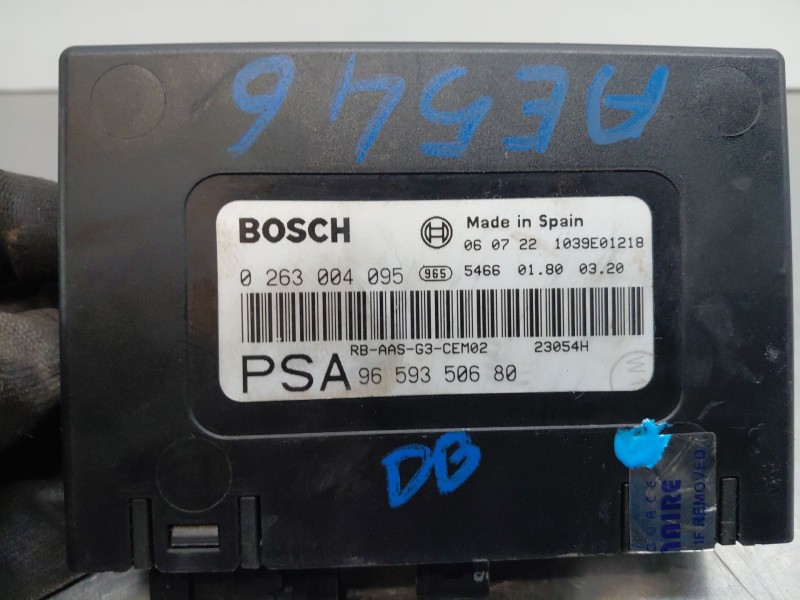 AE546
BOSCH
Made in Spain
06 07 22 1039E01218
0 263 004 095 965 5466 01.80 03.20
RB-AAS-G3-CEM02 23054H
PSA 96 593 506 80
DB
IF REMOVED